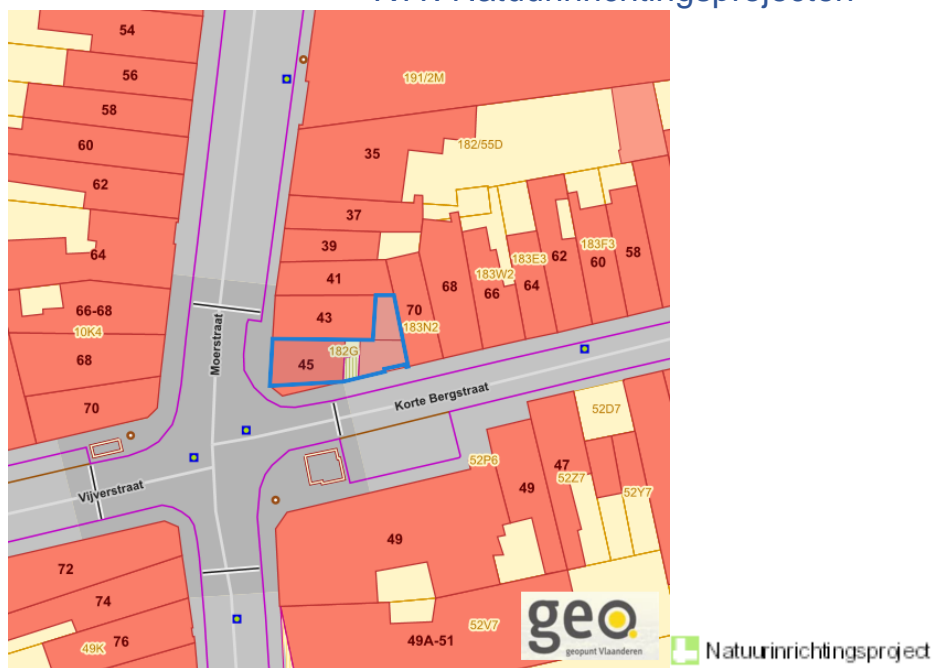 54
56
191/2M
58
60
35
182/55D
62
37
39
183E3
62
183F3
58
64
41
68
183W2
66
64
60
66-68
43
70
10K4
183N2
68
Moerstraat
182G
45
Korte Bergstraat
70
52D7
52P6
47
Vijverstraat
49
52Z7
52Y7
49
72
74
geo.
geopunt Vlaanderen
49K
76
52V7
49A-51
Natuurinrichtingsproject